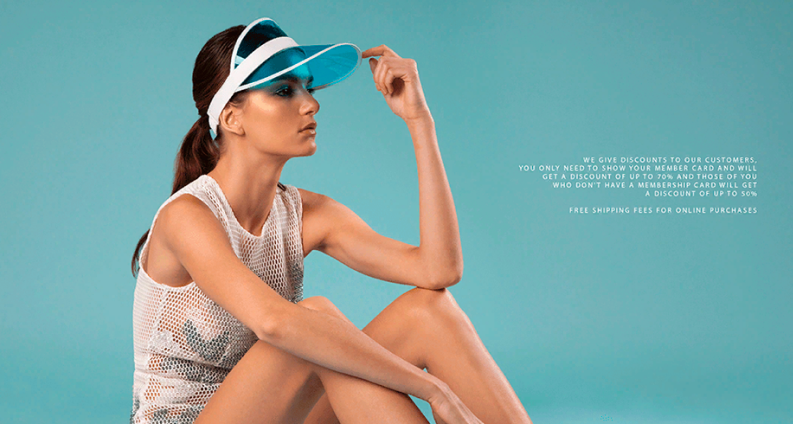 WE GIVE DISCOUNTS TO OUR CUSTOMERS,
YOU ONLY NEED TO SHOW YOUR MEMBER CARD AND WILL
GET A DISCOUNT OF UP TO 70% AND THOSE OF YOU
WHO DON'T HAVE A MEMBERSHIP CARD WILL GET
A DISCOUNT OF UP TO 50%
FREE SHIPPING FEES FOR ONLINE PURCHASES